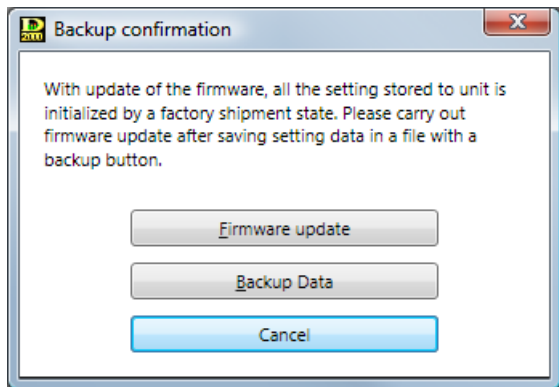 Backup confirmation
With update of the firmware, all the setting stored to unit is
initialized by a factory shipment state. Please carry out
firmware update after saving setting data in a file with a
backup button.
Firmware update
Backup Data
Cancel